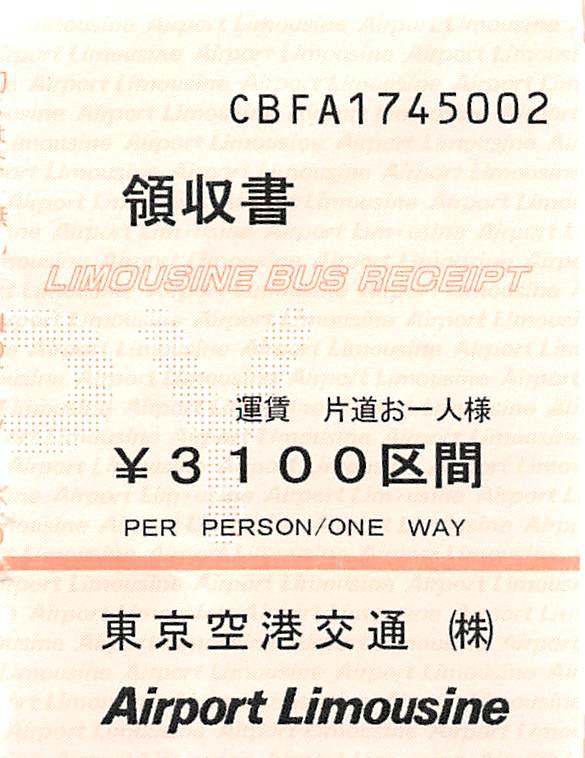 CBFA1745002
領収書
LIMOUSINE BUS RECEIPT
運賃 片道お一人様
¥3100区間
PER PERSON/ONE WAY
東京空港交通 ㈱
Airport Limousine